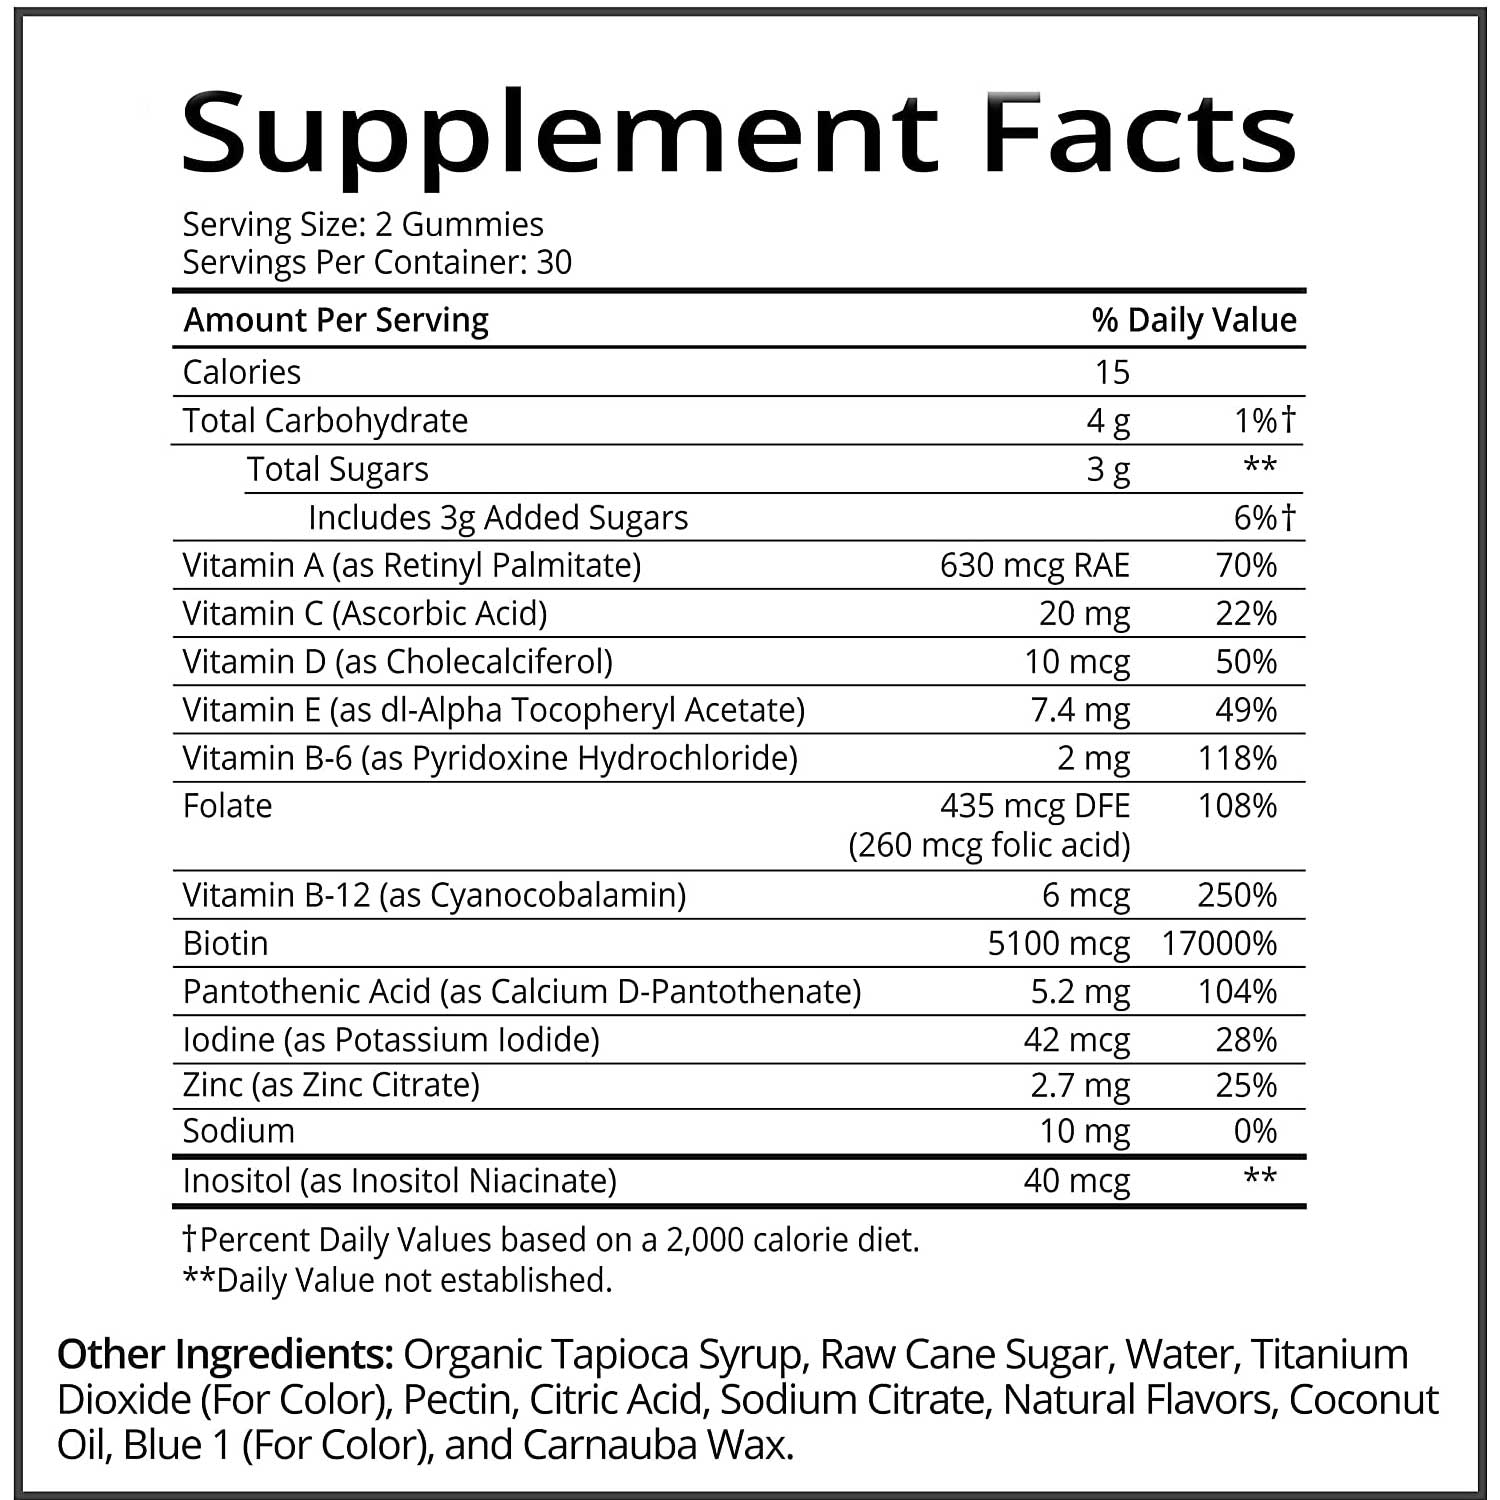 Supplement Facts
Serving Size: 2 Gummies
Servings Per Container: 30
Amount Per Serving % Daily Value
Calories 15
Total Carbohydrate 4 g 1%†
Total Sugars 3 g **
Includes 3g Added Sugars 6%†
Vitamin A (as Retinyl Palmitate) 630 mcg RAE 70%
Vitamin C (Ascorbic Acid) 20 mg 22%
Vitamin D (as Cholecalciferol) 10 mcg 50%
Vitamin E (as dl-Alpha Tocopheryl Acetate) 7.4 mg 49%
Vitamin B-6 (as Pyridoxine Hydrochloride) 2 mg 118%
Folate 435 mcg DFE 108%
(260 mcg folic acid)
Vitamin B-12 (as Cyanocobalamin) 6 mcg 250%
Biotin 5100 mcg 17000%
Pantothenic Acid (as Calcium D-Pantothenate) 5.2 mg 104%
Iodine (as Potassium Iodide) 42 mcg 28%
Zinc (as Zinc Citrate) 2.7 mg 25%
Sodium 10 mg 0%
Inositol (as Inositol Niacinate) 40 mcg **
†Percent Daily Values based on a 2,000 calorie diet.
**Daily Value not established.
Other Ingredients: Organic Tapioca Syrup, Raw Cane Sugar, Water, Titanium
Dioxide (For Color), Pectin, Citric Acid, Sodium Citrate, Natural Flavors, Coconut
Oil, Blue 1 (For Color), and Carnauba Wax.